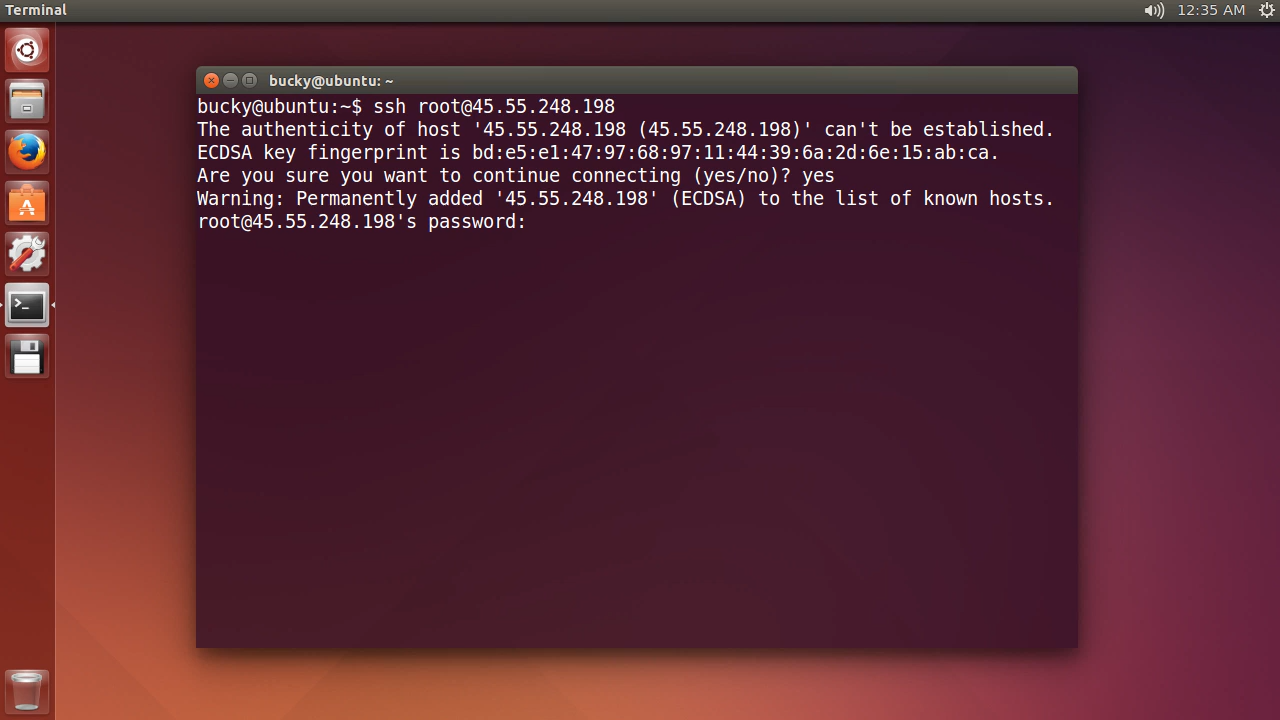 Terminal
12:35 AM
bucky@ubuntu: ~
bucky@ubuntu:~$ ssh root@45.55.248.198
The authenticity of host '45.55.248.198 (45.55.248.198)' can't be established.
ECDSA key fingerprint is bd:e5:e1:47:97:68:97:11:44:39:6a:2d:6e:15:ab:ca.
Are you sure you want to continue connecting (yes/no)? yes
Warning: Permanently added '45.55.248.198' (ECDSA) to the list of known hosts.
root@45.55.248.198's password: